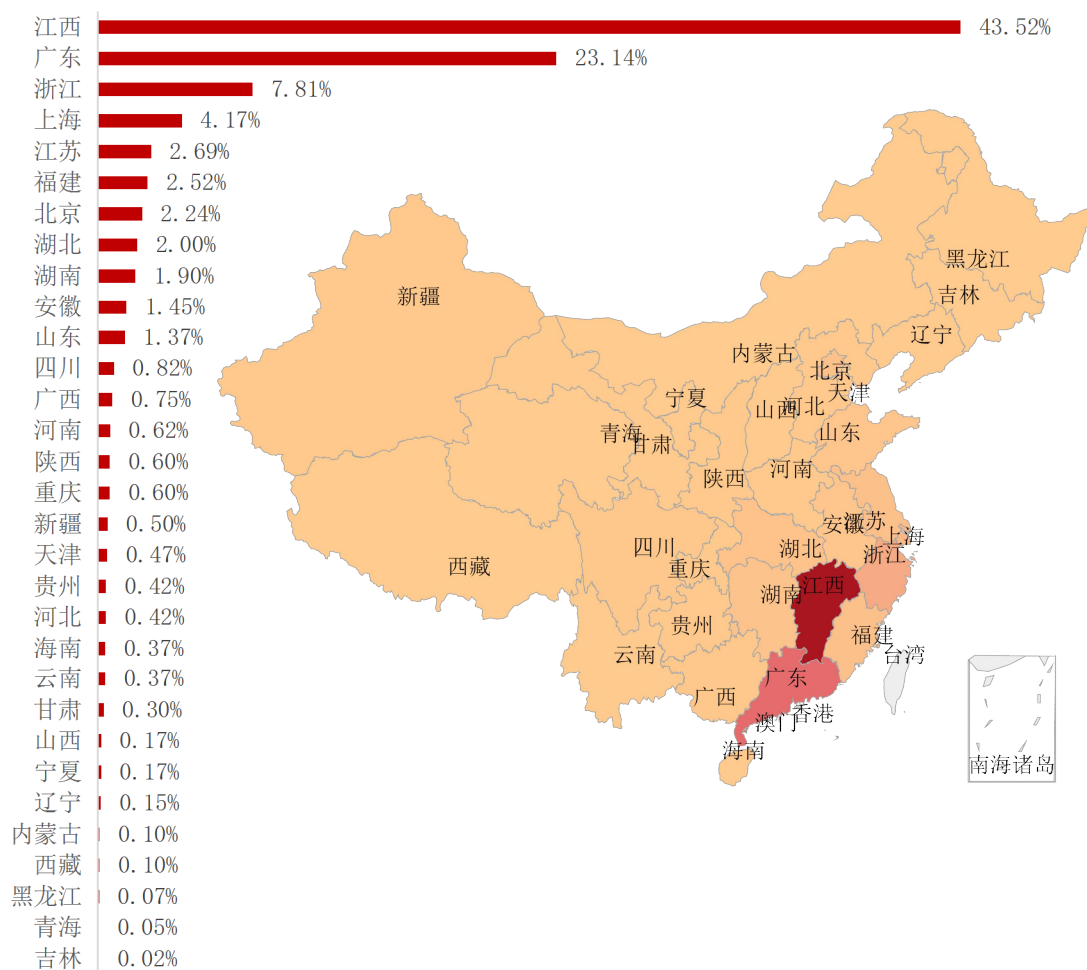 江西 43.52%
广东 23.14%
浙江 7.81%
上海 4.17%
江苏 2.69%
福建 2.52%
北京 2.24%
湖北 2.00%
湖南 1.90%
安徽 1.45%
山东 1.37%
四川 0.82%
广西 0.75%
河南 0.62%
陕西 0.60%
重庆 0.60%
新疆 0.50%
天津 0.47%
贵州 0.42%
河北 0.42%
海南 0.37%
云南 0.37%
甘肃 0.30%
山西 0.17%
宁夏 0.17%
辽宁 0.15%
内蒙古 0.10%
西藏 0.10%
黑龙江 0.07%
青海 0.05%
吉林 0.02%
黑龙江
吉林
新疆
辽宁
内蒙古
北京
天津
宁夏
山西
河北
青海
甘肃
山东
河南
陕西
安徽
江苏
上海
四川
湖北
浙江
西藏
重庆
湖南
江西
贵州
福建
云南
台湾
广东
广西
香港
澳门
海南
南海诸岛